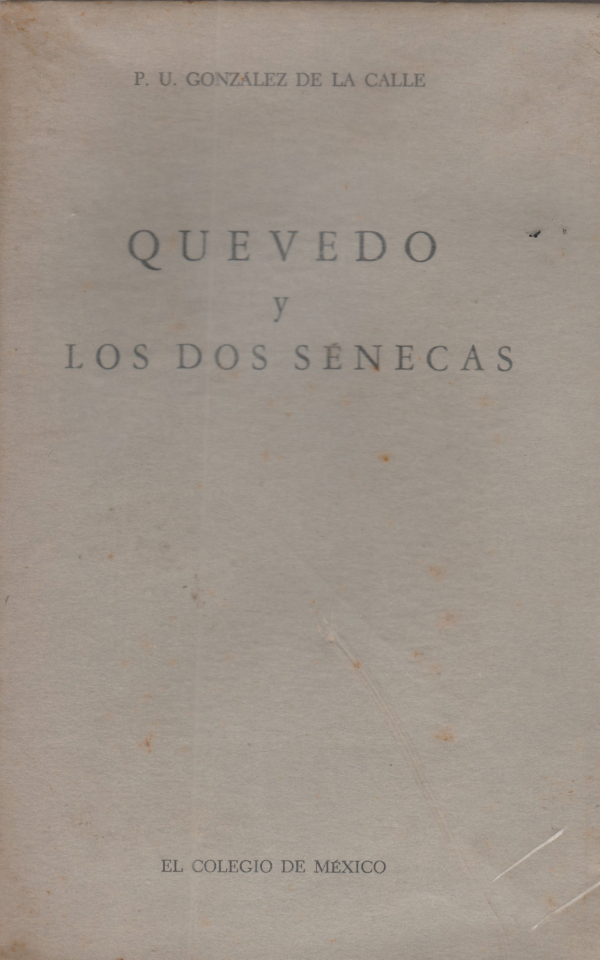 P. U. GONZÁLEZ DE LA CALLE
QUEVEDO
y
LOS DOS SÉNECAS
EL COLEGIO DE MÉXICO